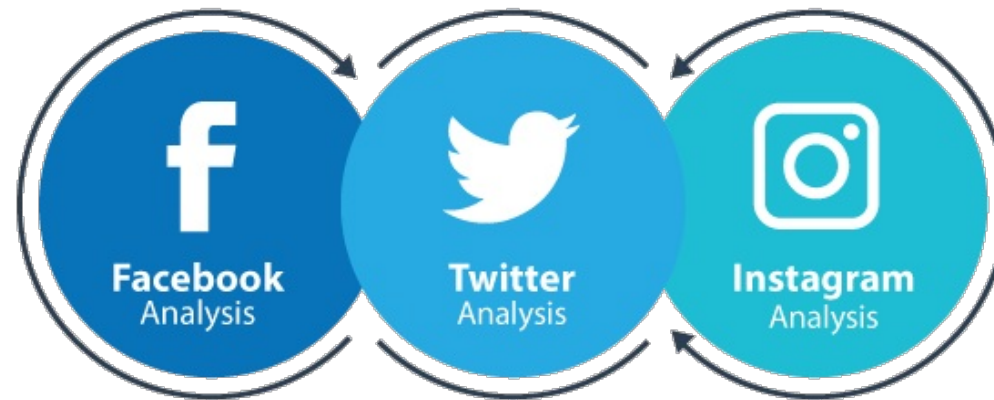 Facebook
Analysis
Twitter
Analysis
Instagram
Analysis